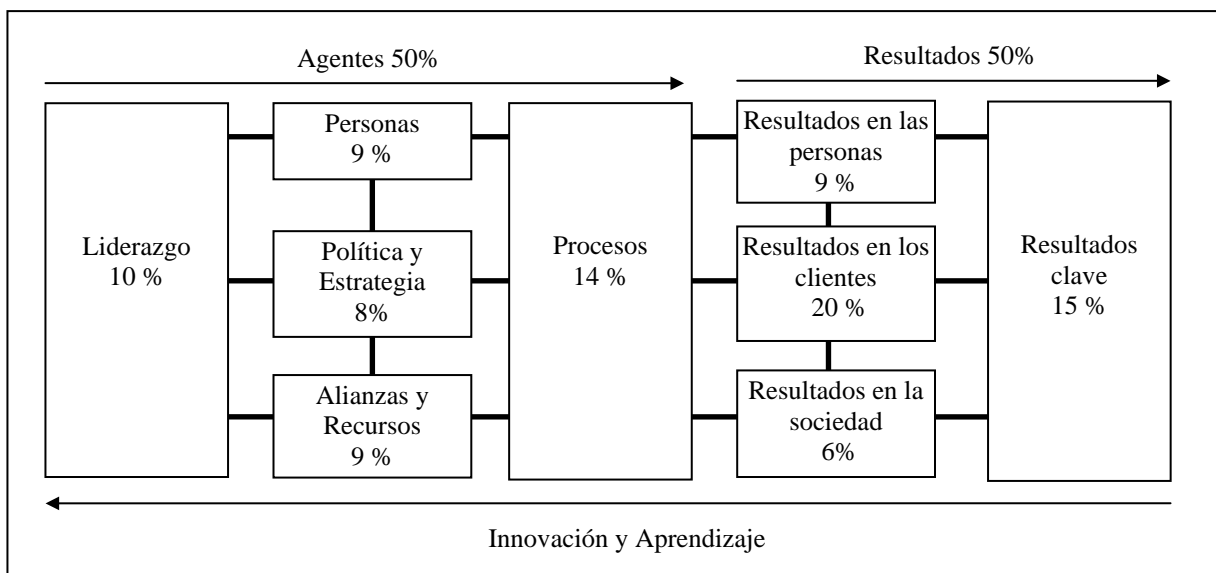 Agentes 50%
Resultados 50%
Liderazgo
10 %
Personas
9 %
Política y
Estrategia
8%
Alianzas y
Recursos
9 %
Procesos
14 %
Resultados en las
personas
9 %
Resultados en los
clientes
20 %
Resultados en la
sociedad
6%
Resultados
clave
15 %
Innovación y Aprendizaje